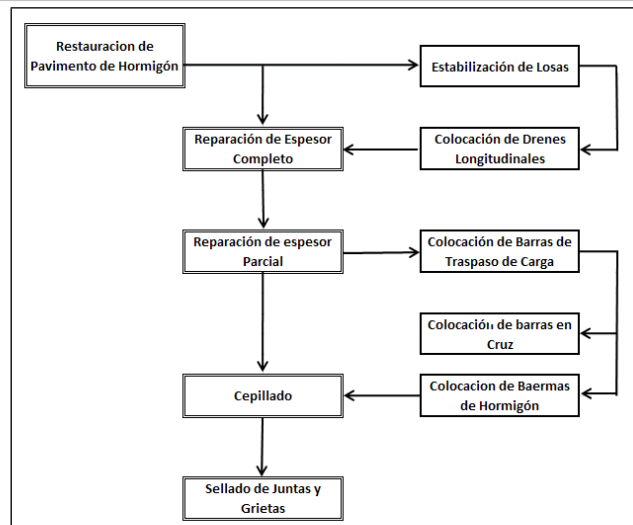 Restauracion de
Pavimento de Hormigón
Estabilización de Losas
Reparación de Espesor
Completo
Colocación de Drenes
Longitudinales
Reparación de espesor
Parcial
Colocación de Barras de
Traspaso de Carga
Colocación de barras en
Cruz
Cepillado
Colocacion de Baermas
de Hormigón
Sellado de Juntas y
Grietas